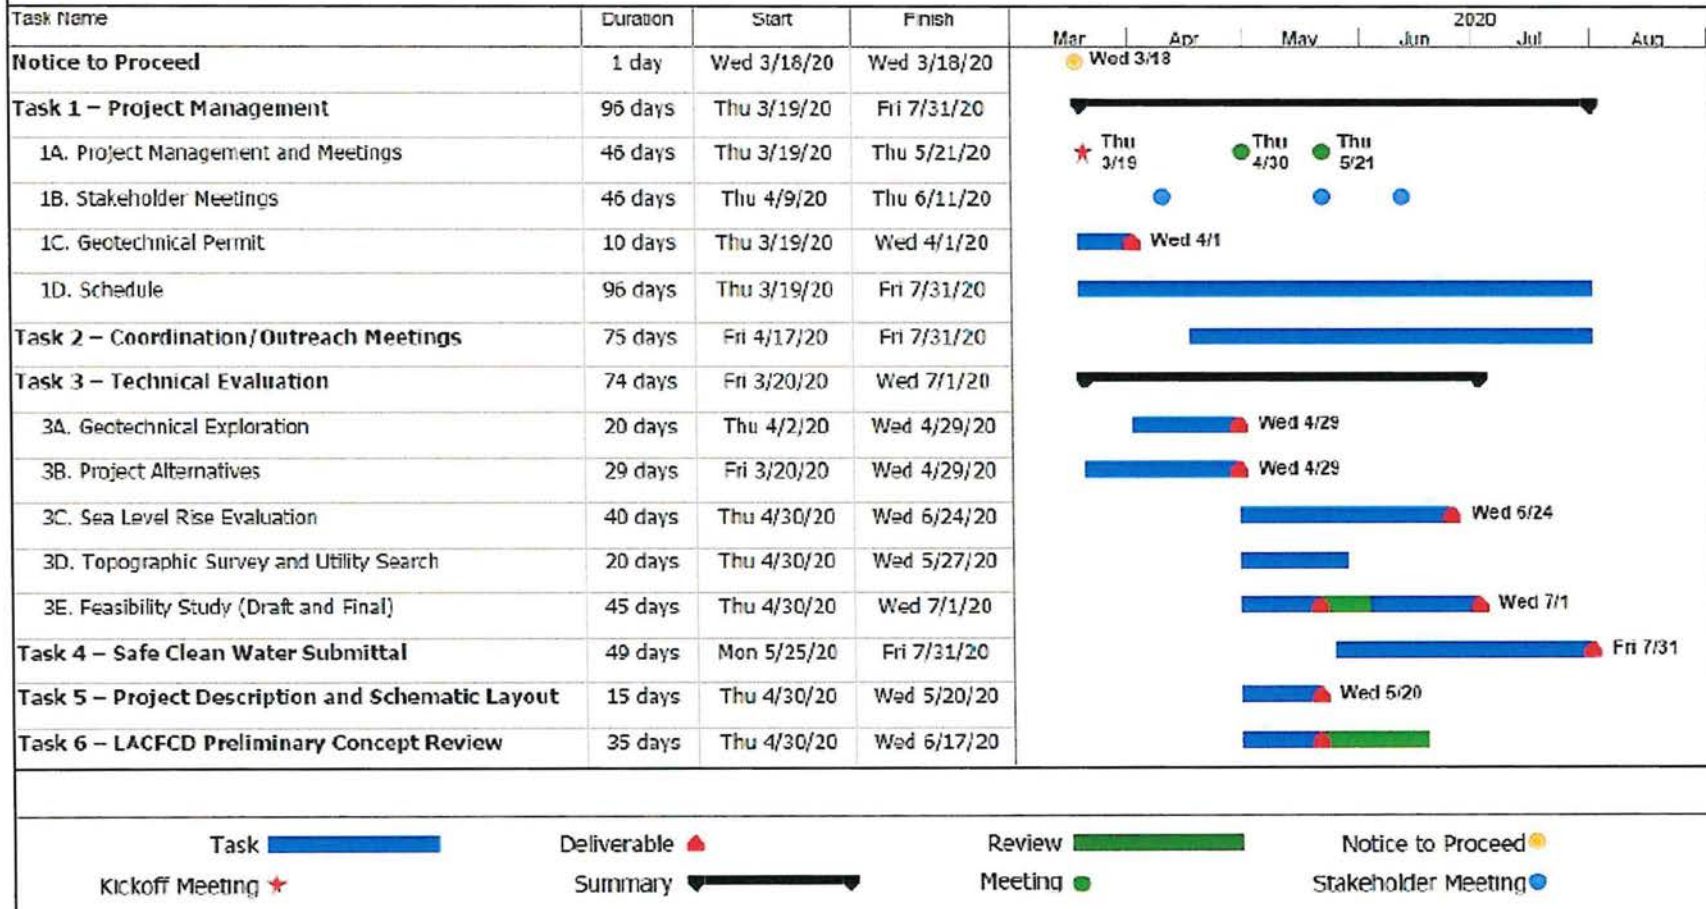 Task Name Duration Start Finish 2020
Mar Apr May Jun Jul Aug
Notice to Proceed 1 day Wed 3/18/20 Wed 3/18/20 Wed 3/18
Task 1 – Project Management 96 days Thu 3/19/20 Fri 7/31/20
1A. Project Management and Meetings 46 days Thu 3/19/20 Thu 5/21/20 Thu 3/19 Thu 4/30 Thu 5/21
1B. Stakeholder Meetings 46 days Thu 4/9/20 Thu 6/11/20
1C. Geotechnical Permit 10 days Thu 3/19/20 Wed 4/1/20 Wed 4/1
1D. Schedule 96 days Thu 3/19/20 Fri 7/31/20
Task 2 – Coordination/Outreach Meetings 75 days Fri 4/17/20 Fri 7/31/20
Task 3 – Technical Evaluation 74 days Fri 3/20/20 Wed 7/1/20
3A. Geotechnical Exploration 20 days Thu 4/2/20 Wed 4/29/20 Wed 4/29
3B. Project Alternatives 29 days Fri 3/20/20 Wed 4/29/20 Wed 4/29
3C. Sea Level Rise Evaluation 40 days Thu 4/30/20 Wed 6/24/20 Wed 6/24
3D. Topographic Survey and Utility Search 20 days Thu 4/30/20 Wed 5/27/20
3E. Feasibility Study (Draft and Final) 45 days Thu 4/30/20 Wed 7/1/20 Wed 7/1
Task 4 – Safe Clean Water Submittal 49 days Mon 5/25/20 Fri 7/31/20 Fri 7/31
Task 5 – Project Description and Schematic Layout 15 days Thu 4/30/20 Wed 5/20/20 Wed 5/20
Task 6 – LACFCD Preliminary Concept Review 35 days Thu 4/30/20 Wed 6/17/20
Task Deliverable Review Notice to Proceed
Kickoff Meeting Summary Meeting Stakeholder Meeting